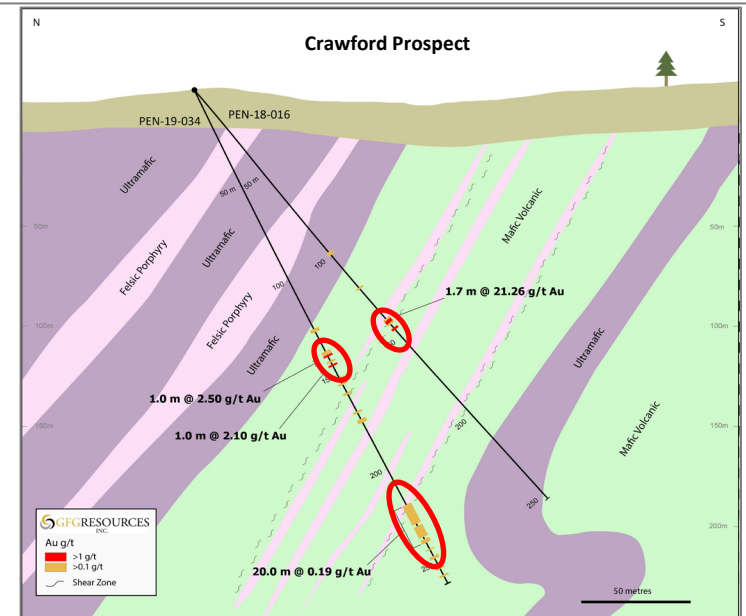 N
S
Crawford Prospect
PEN-19-034
PEN-18-016
Ultramafic
50 m
50 m
Mafic Volcanic
50m
50m
Ultramafic
Felsic Porphyry
100
100
1.7 m @ 21.26 g/t Au
Felsic Porphyry
100m
100m
Ultramafic
Ultramafic
1.0 m @ 2.50 g/t Au
Mafic Volcanic
150m
150m
200
1.0 m @ 2.10 g/t Au
200
250
GFGRESOURCES
INC.
200m
200m
Au g/t
>1 g/t
>0.1 g/t
20.0 m @ 0.19 g/t Au
Shear Zone
50 metres